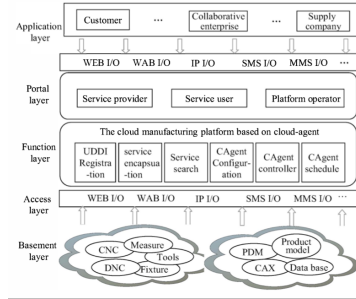 Application layer
Customer ... Collaborative enterprise ... Supply company
WEB I/O WAB I/O IP I/O SMS I/O MMS I/O ...
Portal layer
Service provider Service user Platform operator
Function layer
The cloud manufacturing platform based on cloud-agent
UDDI Registra-tion
service encapsua-tion
Service search
CAgent Configur-ation
CAgent controller
CAgent schedule
Access layer
WEB I/O WAB I/O IP I/O SMS I/O MMS I/O ...
Basement layer
CNC Measure Tools DNC Fixture
PDM Product model CAX Data base